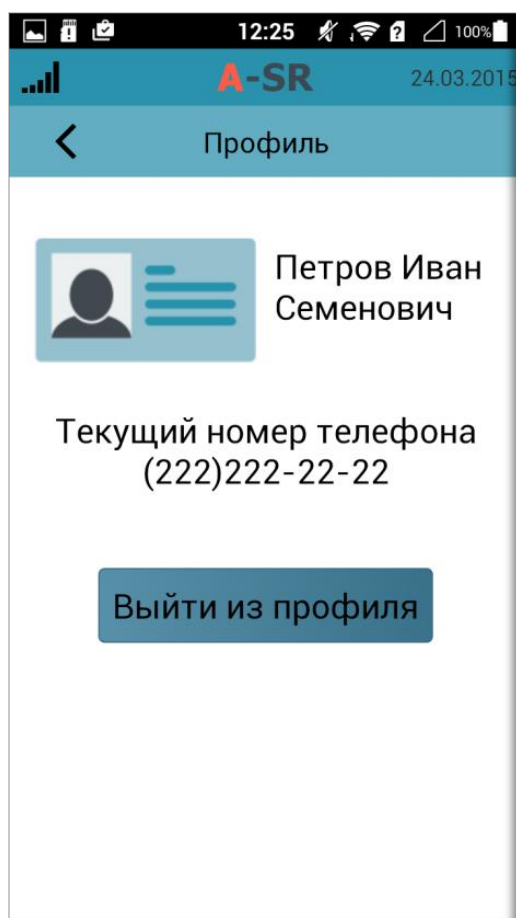 12:25 100%
A-SR 24.03.2015
Профиль
Петров Иван
Семенович
Текущий номер телефона
(222)222-22-22
Выйти из профиля